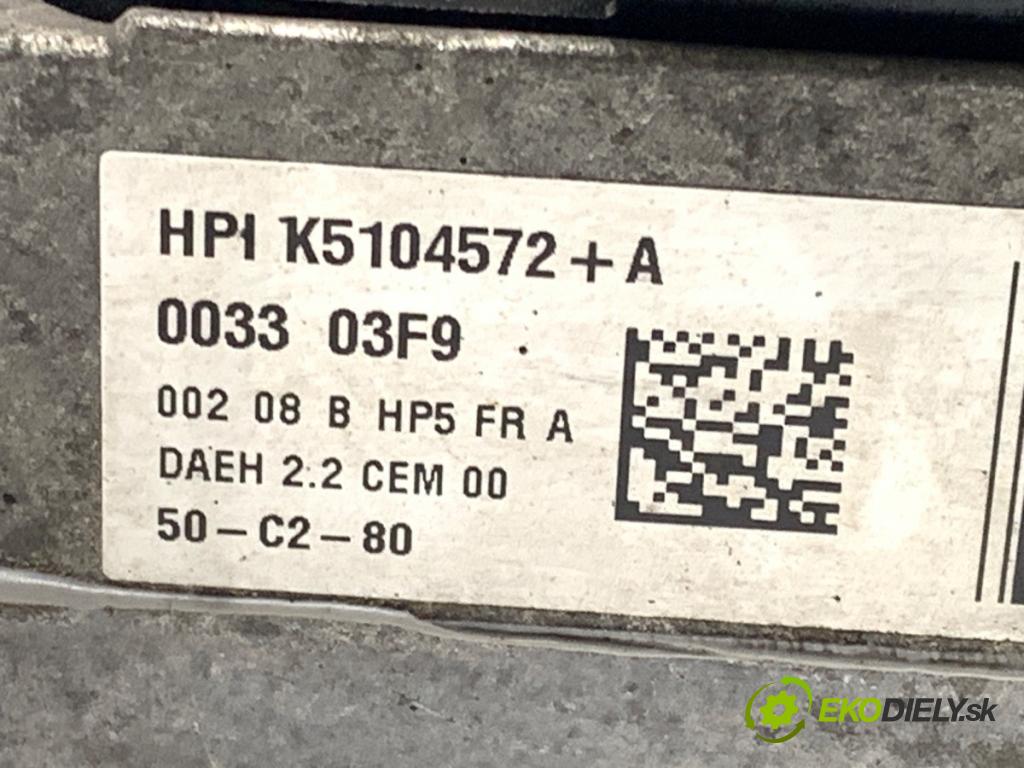 HPI K5104572+A
0033 03F9
002 08 B HP5 FR A
DAEH 2.2 CEM 00
50-C2-80
EKODIELY.sk